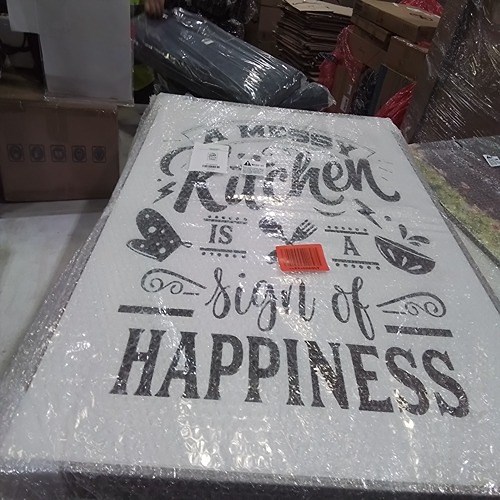 A MESSY
Kitchen
IS A
sign of
HAPPINESS